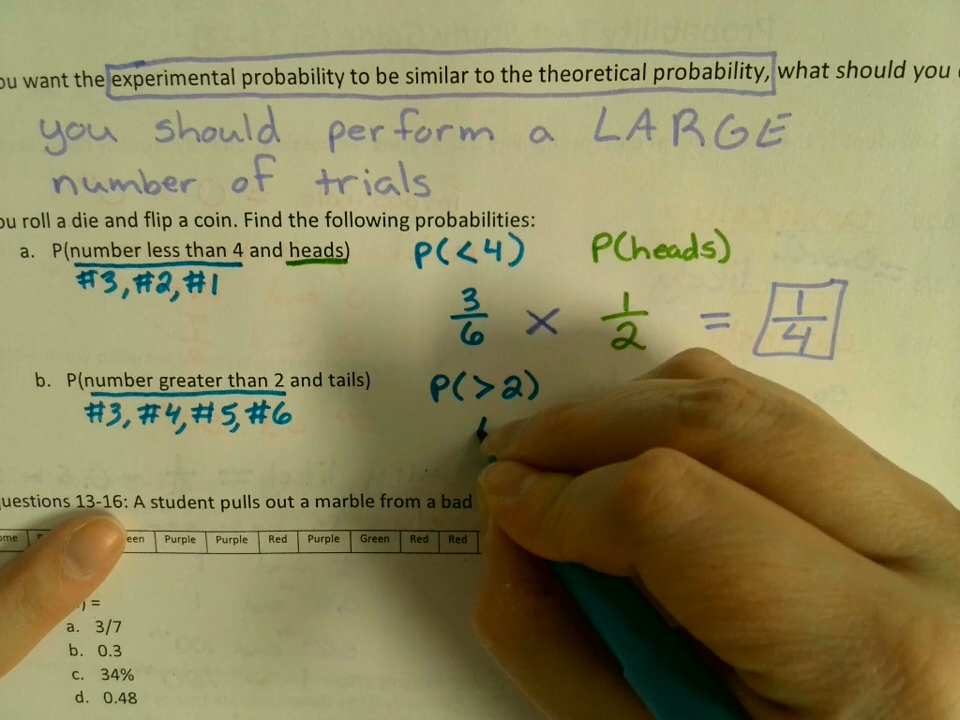 ou want the experimental probability to be similar to the theoretical probability, what should you
you should perform a LARGE
number of trials
ou roll a die and flip a coin. Find the following probabilities:
a. P(number less than 4 and heads) P(<4) P(heads)
#3, #2, #1
3/6 × 1/2 = 1/4
b. P(number greater than 2 and tails) P(>2)
#3, #4, #5, #6
uestions 13-16: A student pulls out a marble from a bad
ome een Purple Purple Red Purple Green Red Red
) =
a. 3/7
b. 0.3
c. 34%
d. 0.48